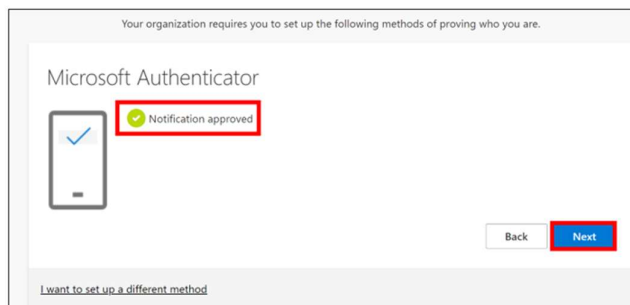 Your organization requires you to set up the following methods of proving who you are.
Microsoft Authenticator
Notification approved
Back
Next
I want to set up a different method